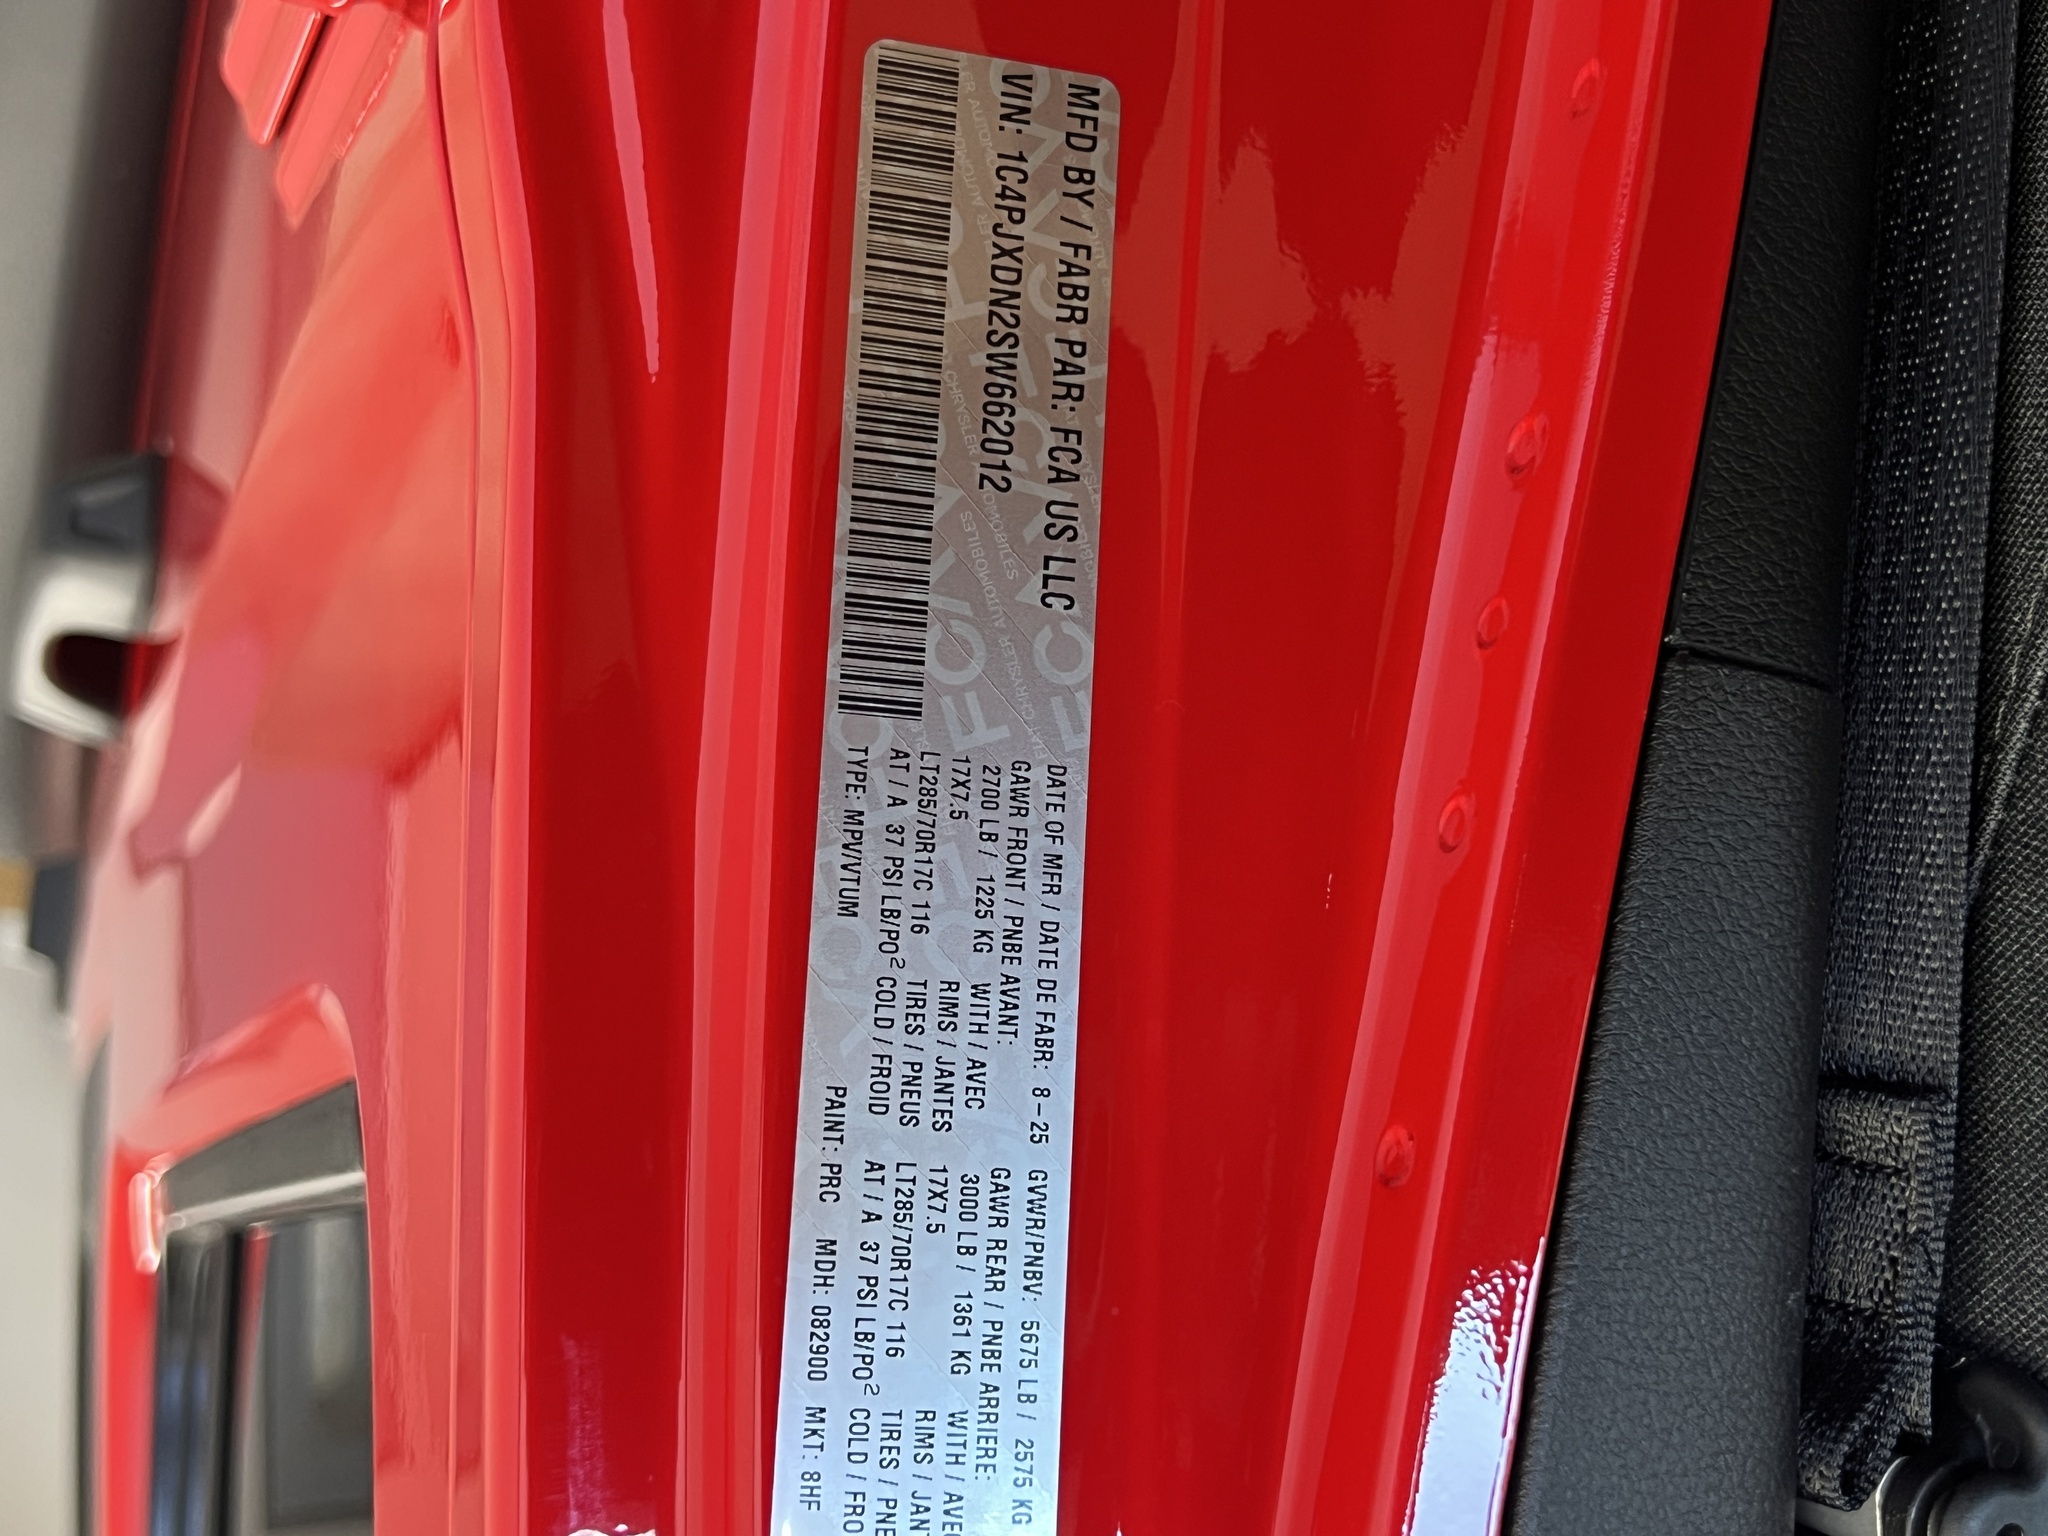 MFD BY / FABR PAR: FCA US LLC
VIN: 1C4PJXDN2SW662012
DATE OF MFR / DATE DE FABR: 8-25 GVWR/PNBV: 5675 LB / 2575 KG
GAWR FRONT / PNBE AVANT: GAWR REAR / PNBE ARRIERE:
2700 LB / 1225 KG WITH / AVEC 3000 LB / 1361 KG WITH / AVEC
17X7.5 RIMS / JANTES 17X7.5 RIMS / JANT
LT285/70R17C 116 TIRES / PNEUS LT285/70R17C 116 TIRES / PNE
AT / A 37 PSI LB/PO² COLD / FROID AT / A 37 PSI LB/PO² COLD / FRO
TYPE: MPV/VTUM PAINT: PRC MDH: 082900 MKT: 8HF